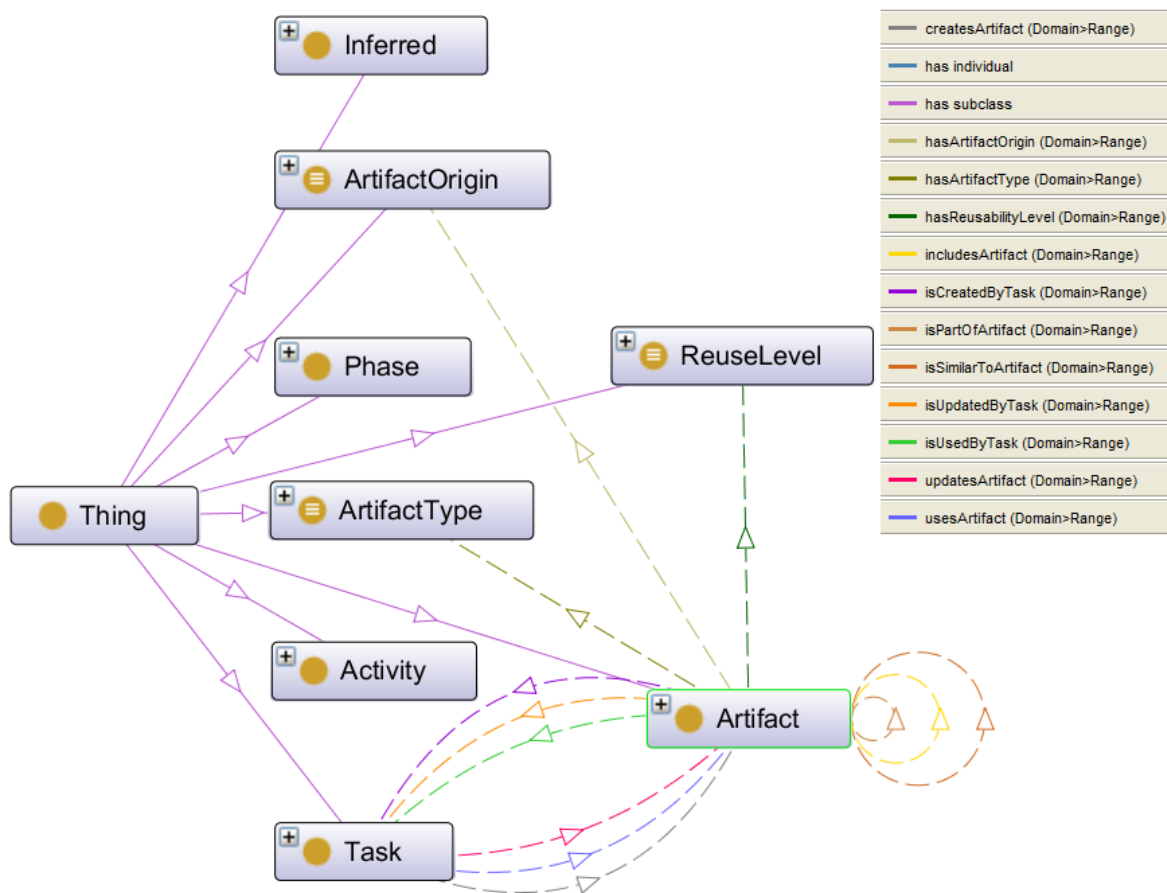 Inferred
ArtifactOrigin
Phase
ReuseLevel
Thing
ArtifactType
Activity
Artifact
Task
createsArtifact (Domain>Range)
has individual
has subclass
hasArtifactOrigin (Domain>Range)
hasArtifactType (Domain>Range)
hasReusabilityLevel (Domain>Range)
includesArtifact (Domain>Range)
isCreatedByTask (Domain>Range)
isPartOfArtifact (Domain>Range)
isSimilarToArtifact (Domain>Range)
isUpdatedByTask (Domain>Range)
isUsedByTask (Domain>Range)
updatesArtifact (Domain>Range)
usesArtifact (Domain>Range)